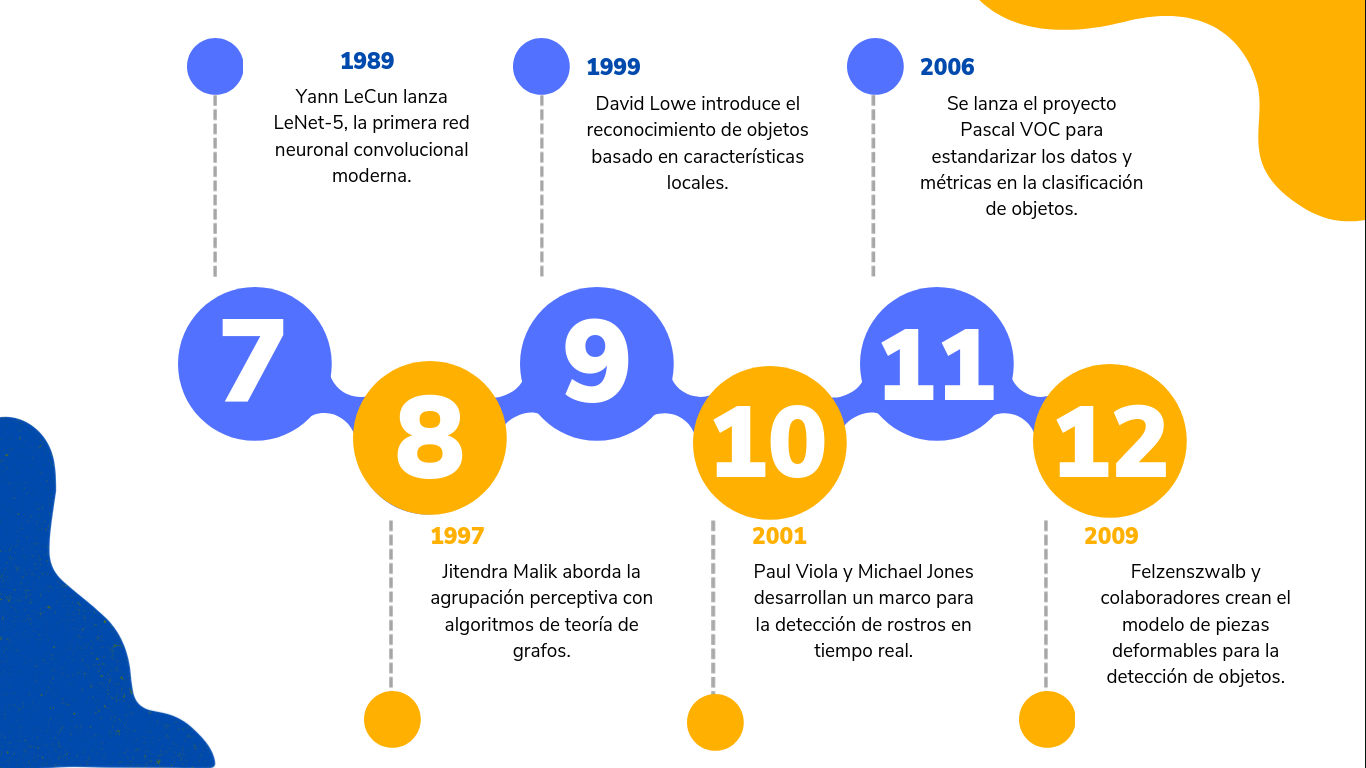 1989
Yann LeCun lanza
LeNet-5, la primera red
neuronal convolucional
moderna.
1999
David Lowe introduce el
reconocimiento de objetos
basado en características
locales.
2006
Se lanza el proyecto
Pascal VOC para
estandarizar los datos y
métricas en la clasificación
de objetos.
7
8
9
10
11
12
1997
Jitendra Malik aborda la
agrupación perceptiva con
algoritmos de teoría de
grafos.
2001
Paul Viola y Michael Jones
desarrollan un marco para
la detección de rostros en
tiempo real.
2009
Felzenszwalb y
colaboradores crean el
modelo de piezas
deformables para la
detección de objetos.